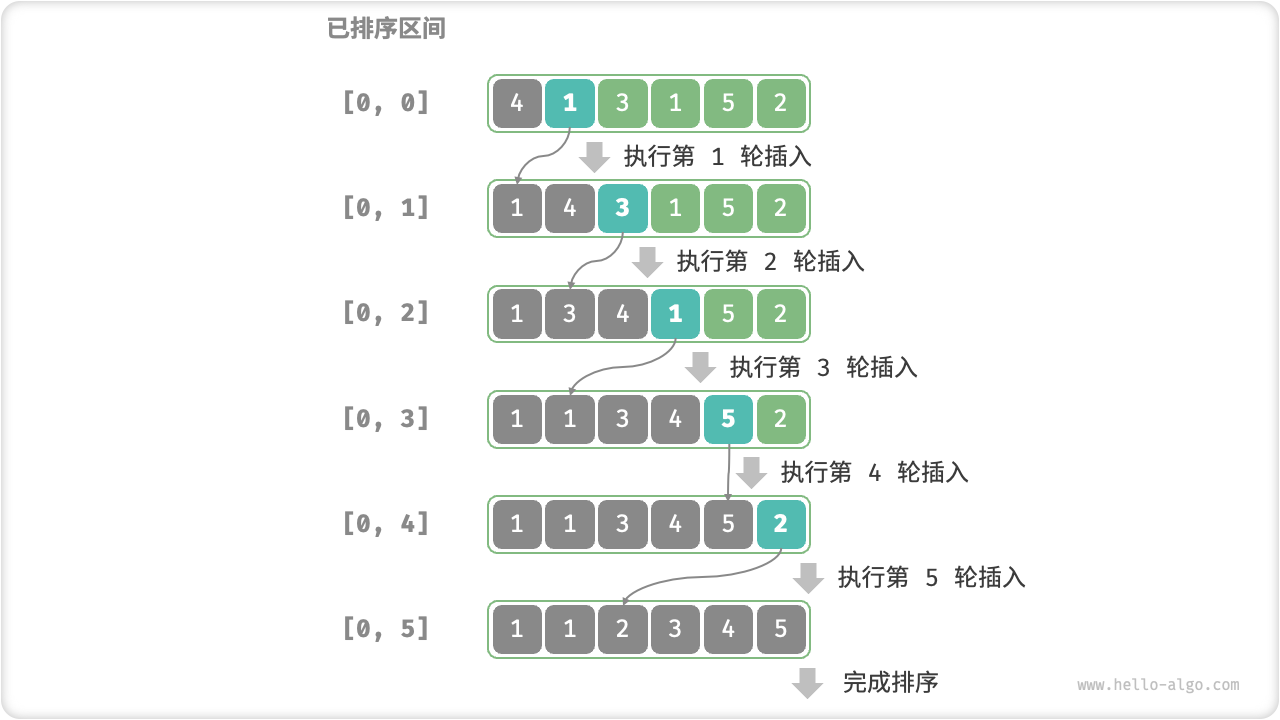 已排序区间
[0, 0] 4 1 3 1 5 2
执行第 1 轮插入
[0, 1] 1 4 3 1 5 2
执行第 2 轮插入
[0, 2] 1 3 4 1 5 2
执行第 3 轮插入
[0, 3] 1 1 3 4 5 2
执行第 4 轮插入
[0, 4] 1 1 3 4 5 2
执行第 5 轮插入
[0, 5] 1 1 2 3 4 5
完成排序
www.hello-algo.com